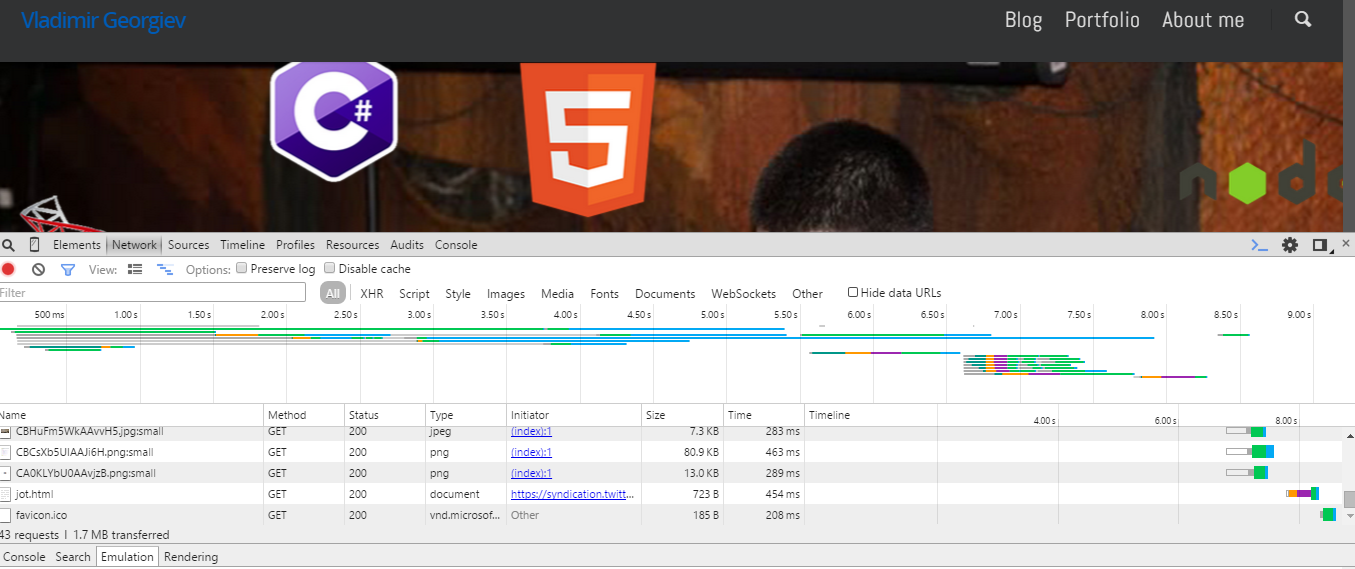 Vladimir Georgiev
Blog Portfolio About me
C#
5
Elements Network Sources Timeline Profiles Resources Audits Console
View: Options: Preserve log Disable cache
Filter All XHR Script Style Images Media Fonts Documents WebSockets Other Hide data URLs
500 ms 1.00 s 1.50 s 2.00 s 2.50 s 3.00 s 3.50 s 4.00 s 4.50 s 5.00 s 5.50 s 6.00 s 6.50 s 7.00 s 7.50 s 8.00 s 8.50 s 9.00 s
Name Method Status Type Initiator Size Time Timeline 4.00 s 6.00 s 8.00 s
CBHuFm5WkAAvvH5.jpg:small GET 200 jpeg (index):1 7.3 KB 283 ms
CBCsXb5UIAAJi6H.png:small GET 200 png (index):1 80.9 KB 463 ms
CA0KLYbU0AAvjzB.png:small GET 200 png (index):1 13.0 KB 289 ms
jot.html GET 200 document https://syndication.twitt... 723 B 454 ms
favicon.ico GET 200 vnd.microsof... Other 185 B 208 ms
43 requests | 1.7 MB transferred
Console Search Emulation Rendering